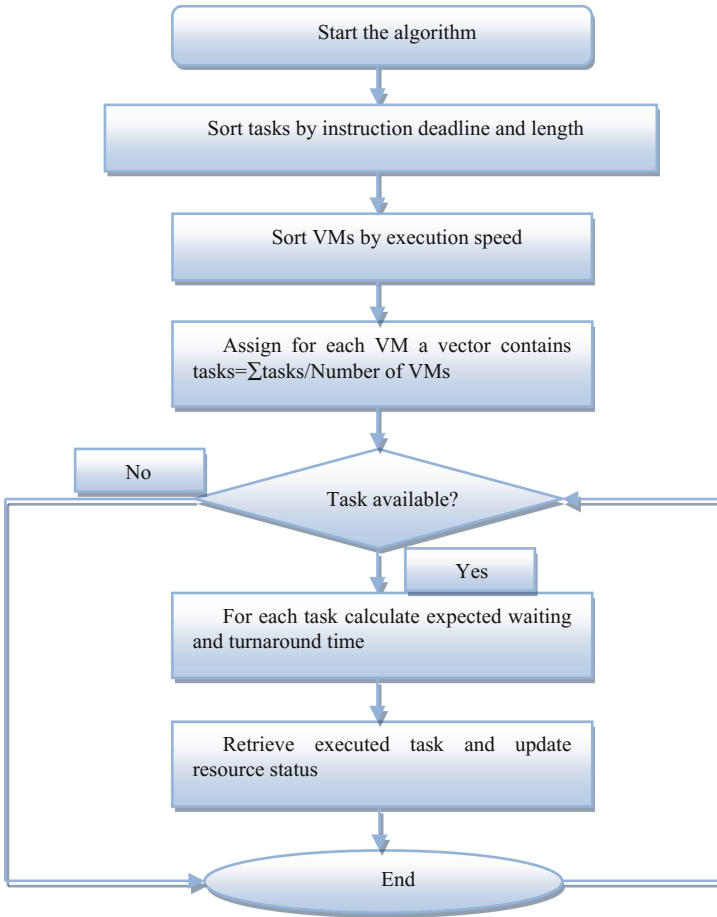 Start the algorithm
Sort tasks by instruction deadline and length
Sort VMs by execution speed
Assign for each VM a vector contains
tasks=∑tasks/Number of VMs
No
Task available?
Yes
For each task calculate expected waiting
and turnaround time
Retrieve executed task and update
resource status
End